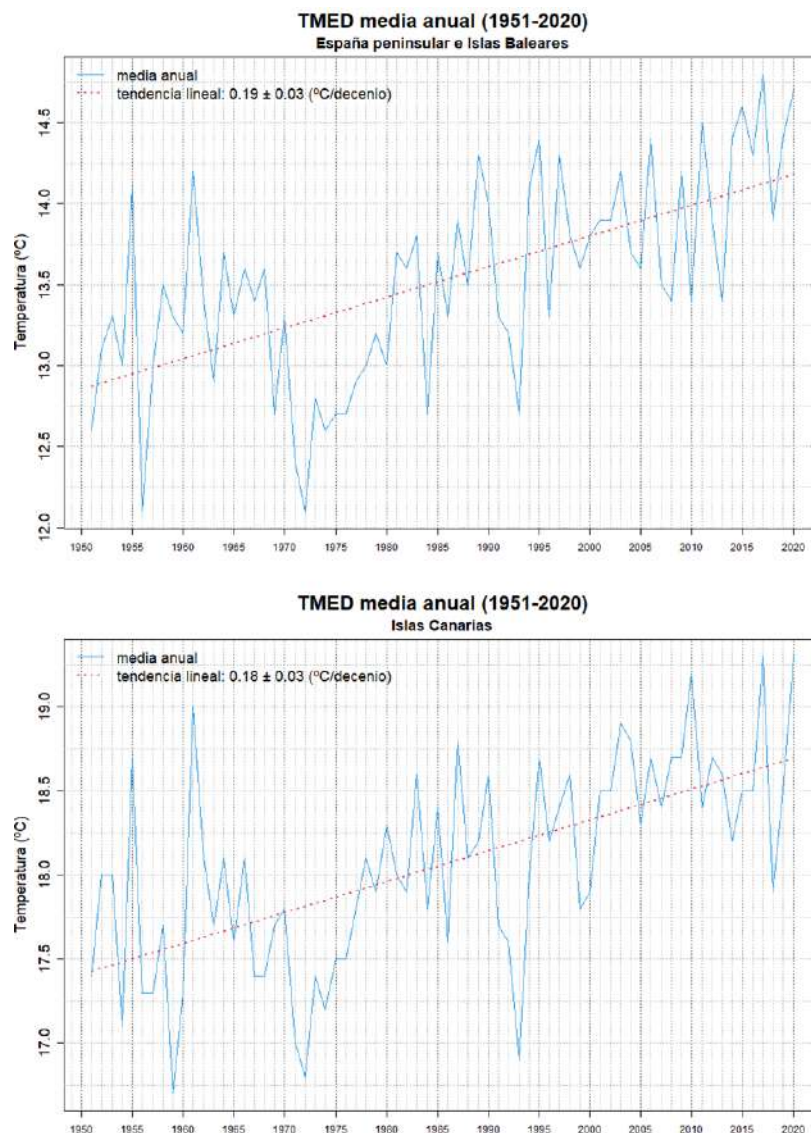 TMED media anual (1951-2020)
España peninsular e Islas Baleares
media anual
tendencia lineal: 0.19 ± 0.03 (ºC/decenio)
Temperatura (ºC)
14.5
14.0
13.5
13.0
12.5
12.0
1950 1955 1960 1965 1970 1975 1980 1985 1990 1995 2000 2005 2010 2015 2020
TMED media anual (1951-2020)
Islas Canarias
media anual
tendencia lineal: 0.18 ± 0.03 (ºC/decenio)
Temperatura (ºC)
19.0
18.5
18.0
17.5
17.0
1950 1955 1960 1965 1970 1975 1980 1985 1990 1995 2000 2005 2010 2015 2020